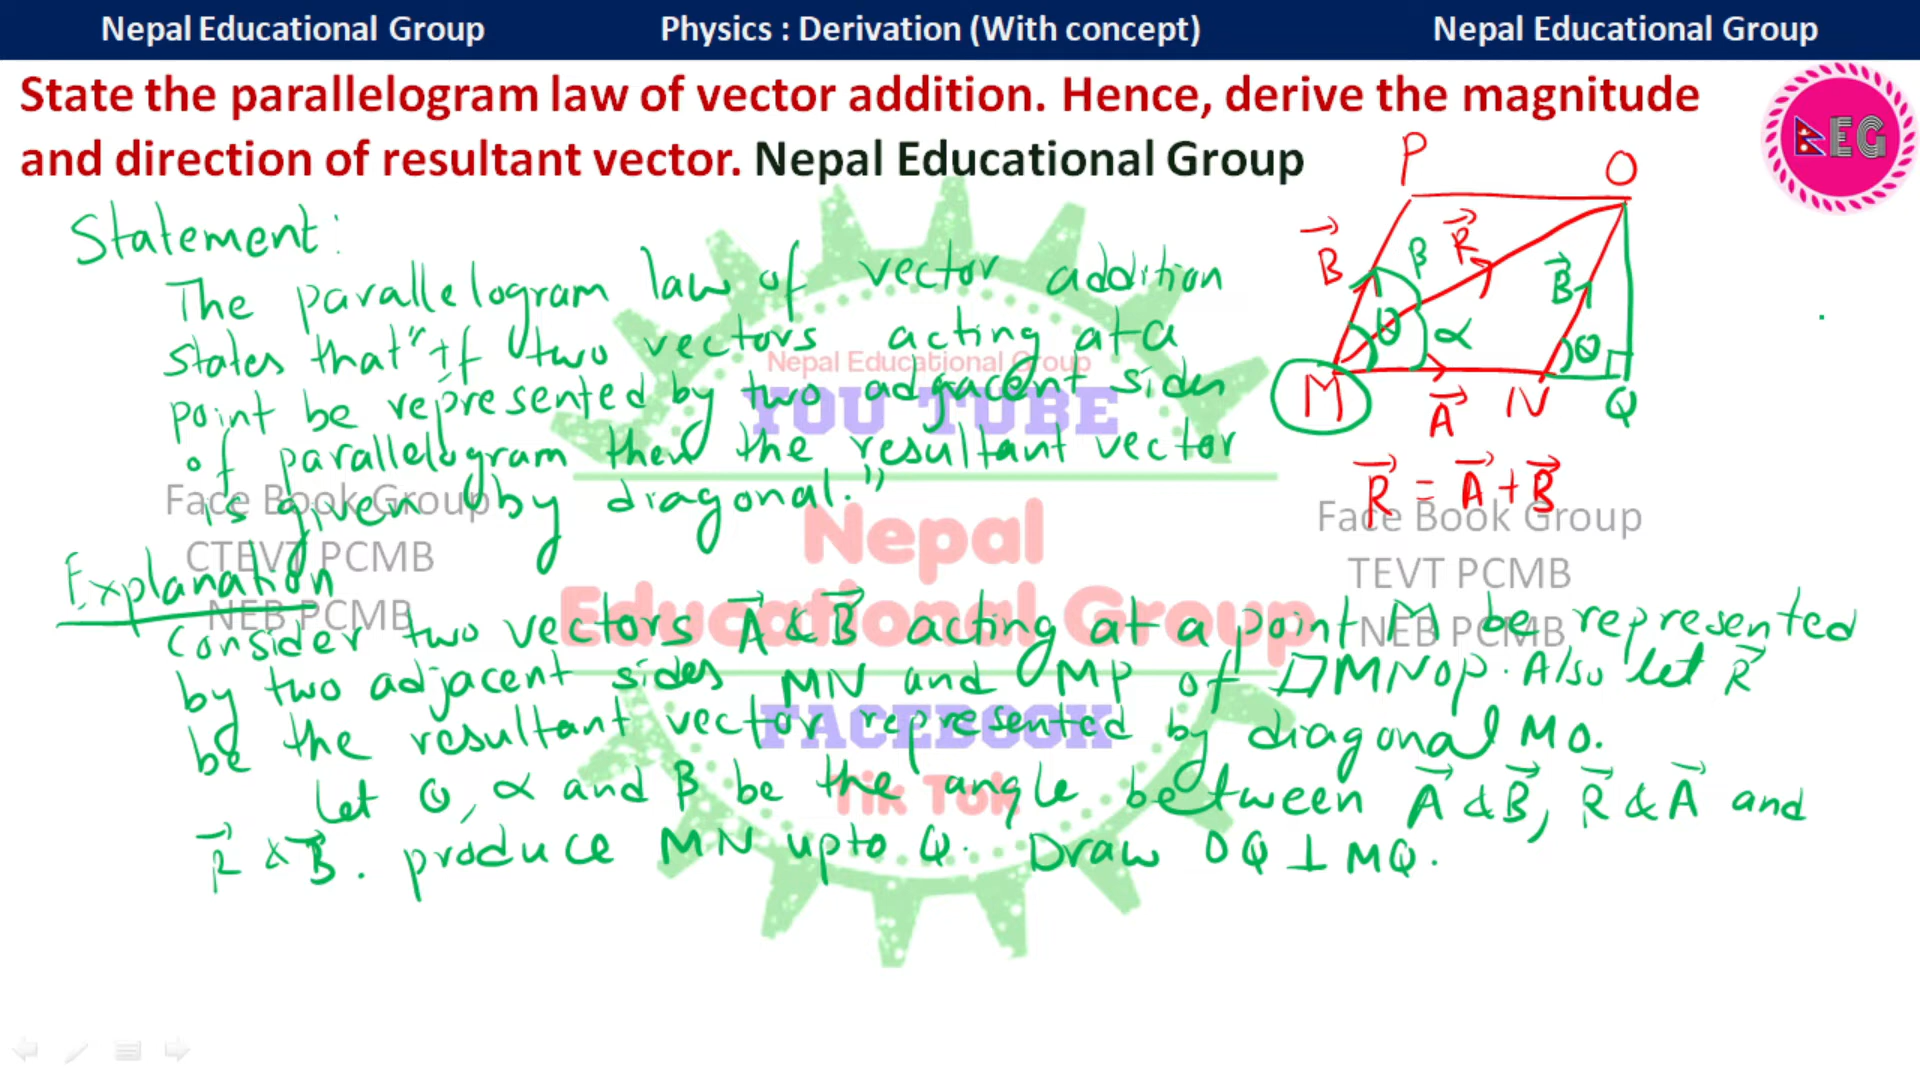 Nepal Educational Group
Physics : Derivation (With concept)
Nepal Educational Group
State the parallelogram law of vector addition. Hence, derive the magnitude
and direction of resultant vector. Nepal Educational Group
EG
P
O
B
β
R
B
θ
α
θ
M
A
N
Q
R = A + B
Statement:
The parallelogram law of vector addition
states that "if two vectors acting at a
Nepal Educational Group
point be represented by two adjacent sides
YOU TUBE
of parallelogram then the resultant vector
is given by diagonal."
Face Book Group
CTEVT PCMB
NEB PCMB
Nepal
Educational Group
FACEBOOK
Tik Tok
Face Book Group
TEVT PCMB
NEB PCMB
Explanation
Consider two vectors A & B acting at a point M be represented
by two adjacent sides MN and MP of ▱MNOP. Also let R
be the resultant vector represented by diagonal MO.
Let θ, α and β be the angle between A & B, R & A and
R & B. produce MN upto Q. Draw OQ ⊥ MQ.